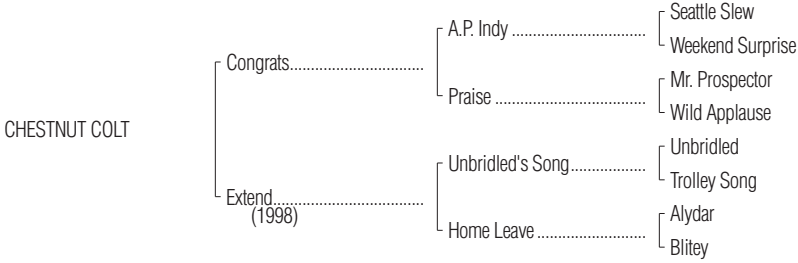 Seattle Slew
A.P. Indy ................................
Weekend Surprise
Congrats................................
Mr. Prospector
Praise ....................................
Wild Applause
CHESTNUT COLT
Unbridled
Unbridled's Song..................
Trolley Song
Extend....................................
(1998)
Alydar
Home Leave ..........................
Blitey